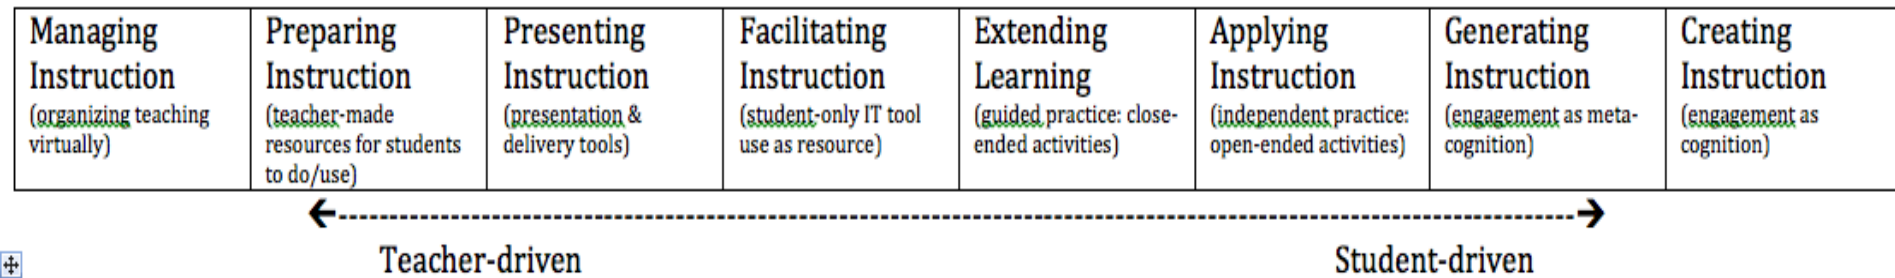 Managing
Instruction
(organizing teaching
virtually)
Preparing
Instruction
(teacher-made
resources for students
to do/use)
Presenting
Instruction
(presentation &
delivery tools)
Facilitating
Instruction
(student-only IT tool
use as resource)
Extending
Learning
(guided practice: close-
ended activities)
Applying
Instruction
(independent practice:
open-ended activities)
Generating
Instruction
(engagement as meta-
cognition)
Creating
Instruction
(engagement as
cognition)
Teacher-driven
Student-driven